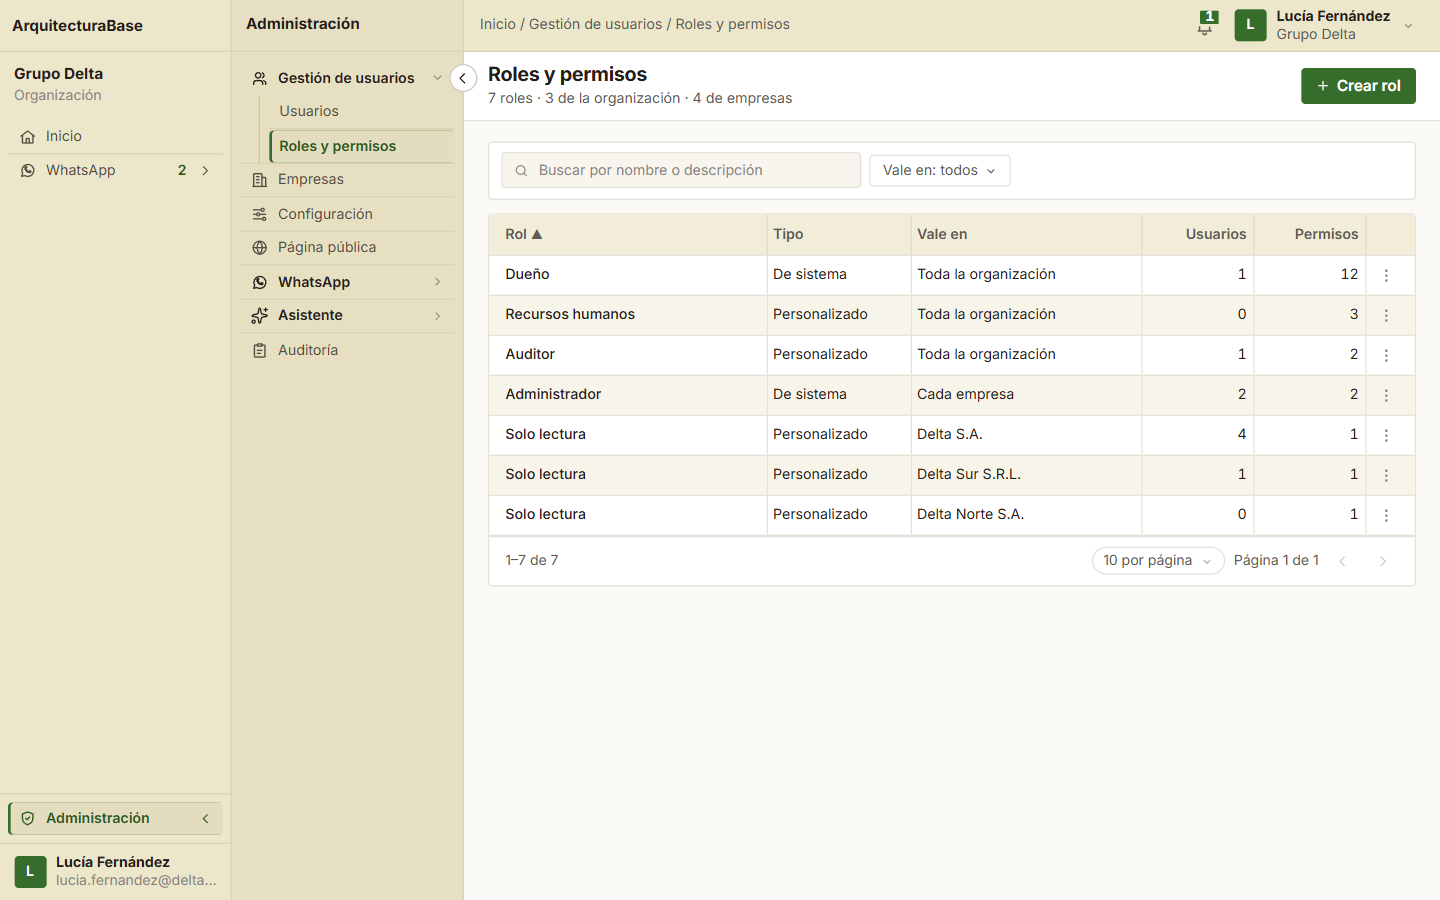 ArquitecturaBase
Grupo Delta
Organización
Inicio
WhatsApp 2
Administración
Lucía Fernández
lucia.fernandez@delta...
Administración
Gestión de usuarios
Usuarios
Roles y permisos
Empresas
Configuración
Página pública
WhatsApp
Asistente
Auditoría
Inicio / Gestión de usuarios / Roles y permisos
1
L
Lucía Fernández
Grupo Delta
Roles y permisos
7 roles · 3 de la organización · 4 de empresas
+ Crear rol
Buscar por nombre o descripción
Vale en: todos
Rol ▲ Tipo Vale en Usuarios Permisos
Dueño De sistema Toda la organización 1 12
Recursos humanos Personalizado Toda la organización 0 3
Auditor Personalizado Toda la organización 1 2
Administrador De sistema Cada empresa 2 2
Solo lectura Personalizado Delta S.A. 4 1
Solo lectura Personalizado Delta Sur S.R.L. 1 1
Solo lectura Personalizado Delta Norte S.A. 0 1
1–7 de 7
10 por página
Página 1 de 1
L